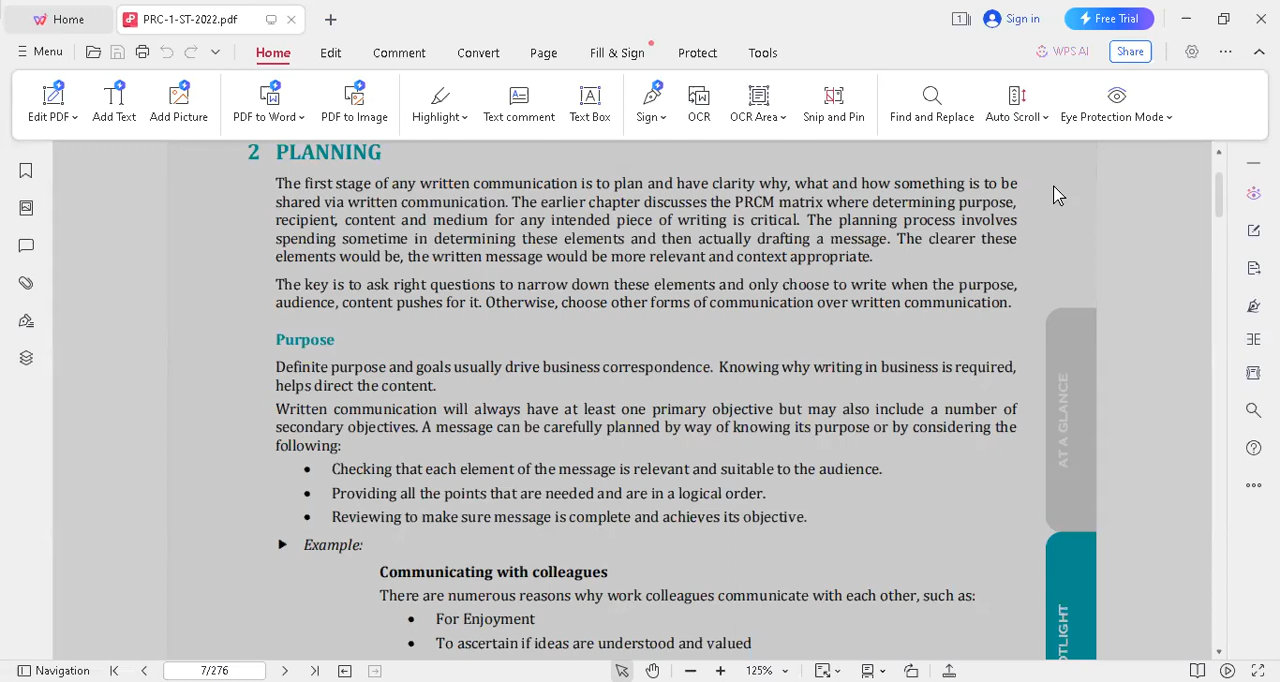 Home
PRC-1-ST-2022.pdf
Sign in
Free Trial
Menu
Home
Edit
Comment
Convert
Page
Fill & Sign
Protect
Tools
WPS AI
Share
Edit PDF
Add Text
Add Picture
PDF to Word
PDF to Image
Highlight
Text comment
Text Box
Sign
OCR
OCR Area
Snip and Pin
Find and Replace
Auto Scroll
Eye Protection Mode
2 PLANNING
The first stage of any written communication is to plan and have clarity why, what and how something is to be
shared via written communication. The earlier chapter discusses the PRCM matrix where determining purpose,
recipient, content and medium for any intended piece of writing is critical. The planning process involves
spending sometime in determining these elements and then actually drafting a message. The clearer these
elements would be, the written message would be more relevant and context appropriate.
The key is to ask right questions to narrow down these elements and only choose to write when the purpose,
audience, content pushes for it. Otherwise, choose other forms of communication over written communication.
Purpose
Definite purpose and goals usually drive business correspondence. Knowing why writing in business is required,
helps direct the content.
Written communication will always have at least one primary objective but may also include a number of
secondary objectives. A message can be carefully planned by way of knowing its purpose or by considering the
following:
• Checking that each element of the message is relevant and suitable to the audience.
• Providing all the points that are needed and are in a logical order.
• Reviewing to make sure message is complete and achieves its objective.
Example:
Communicating with colleagues
There are numerous reasons why work colleagues communicate with each other, such as:
• For Enjoyment
• To ascertain if ideas are understood and valued
AT A GLANCE
Navigation
7/276
125%